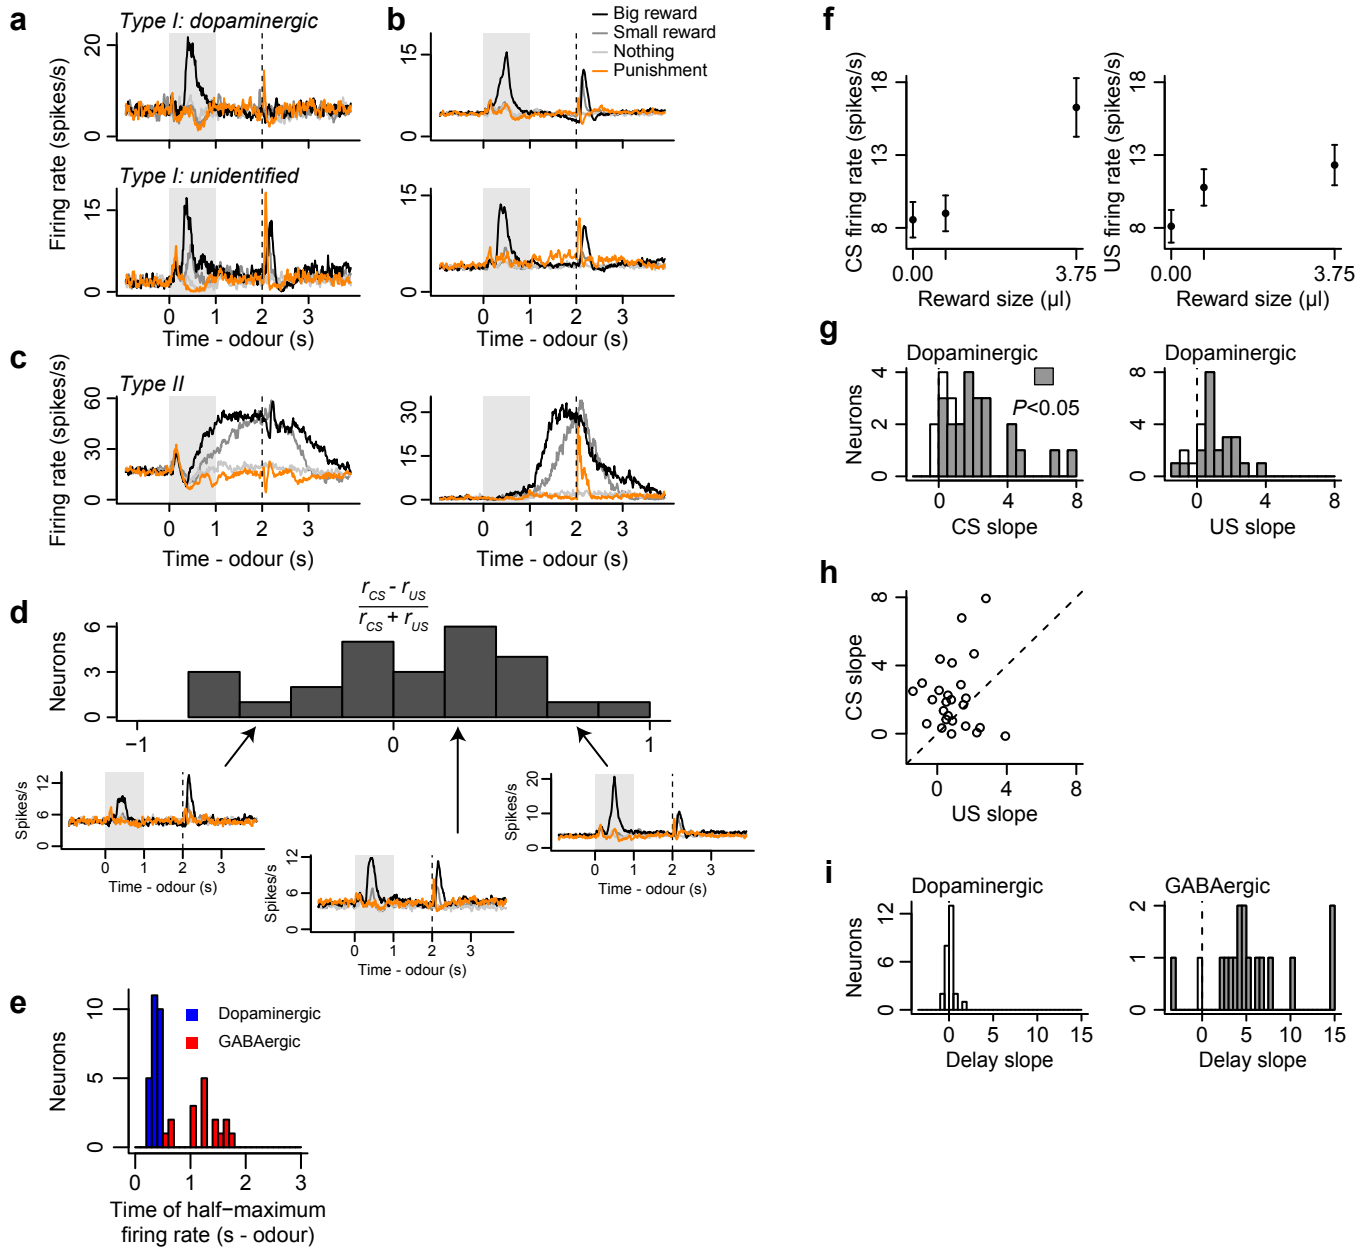 a
Type I: dopaminergic
b
Big reward
Small reward
Nothing
Punishment
20
0
15
0
Firing rate (spikes/s)
Type I: unidentified
15
0
0 1 2 3
Time - odour (s)
15
0
0 1 2 3
Time - odour (s)
c
Type II
Firing rate (spikes/s)
60
30
0
0 1 2 3
Time - odour (s)
30
15
0
0 1 2 3
Time - odour (s)
d
r_CS - r_US
r_CS + r_US
Neurons
6
3
0
−1 0 1
Spikes/s
12
6
0
0 1 2 3
Time - odour (s)
Spikes/s
12
6
0
0 1 2 3
Time - odour (s)
Spikes/s
20
10
0
0 1 2 3
Time - odour (s)
e
Dopaminergic
GABAergic
Neurons
10
5
0
0 1 2 3
Time of half−maximum
firing rate (s - odour)
f
CS firing rate (spikes/s)
18
13
8
0.00 3.75
Reward size (µl)
US firing rate (spikes/s)
18
13
8
0.00 3.75
Reward size (µl)
g
Dopaminergic
P<0.05
Neurons
4
2
0
0 4 8
CS slope
Dopaminergic
8
4
0
0 4 8
US slope
h
CS slope
8
4
0
0 4 8
US slope
i
Dopaminergic
Neurons
12
6
0
0 5 10 15
Delay slope
GABAergic
2
1
0
0 5 10 15
Delay slope